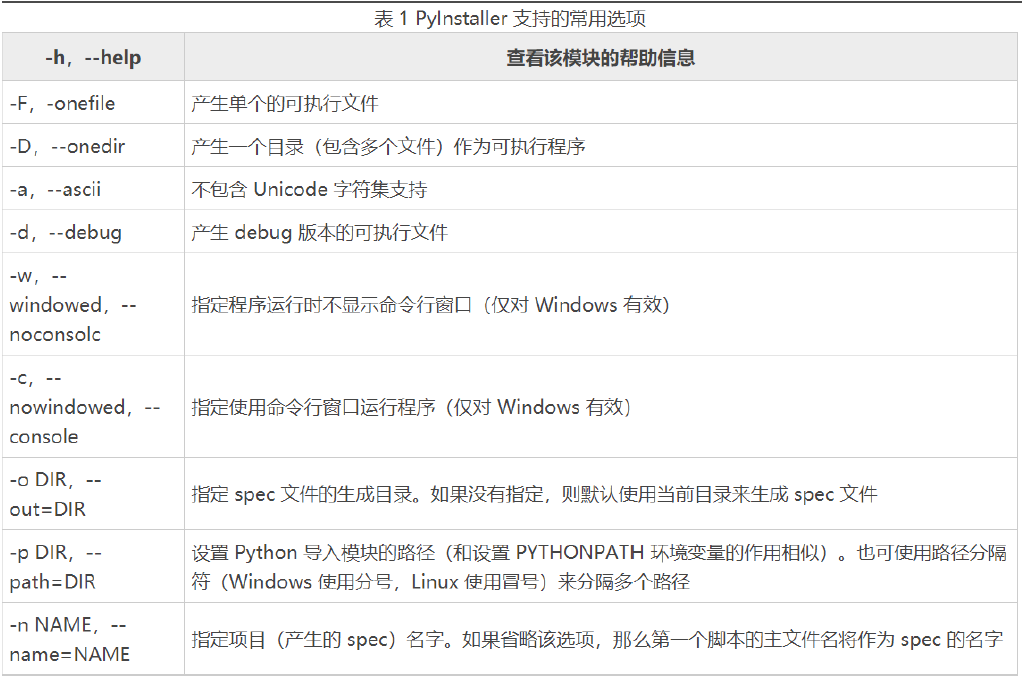 表 1 PyInstaller 支持的常用选项
-h，--help
查看该模块的帮助信息
-F，-onefile
产生单个的可执行文件
-D，--onedir
产生一个目录（包含多个文件）作为可执行程序
-a，--ascii
不包含 Unicode 字符集支持
-d，--debug
产生 debug 版本的可执行文件
-w，--
windowed，--
noconsolc
指定程序运行时不显示命令行窗口（仅对 Windows 有效）
-c，--
nowindowed，--
console
指定使用命令行窗口运行程序（仅对 Windows 有效）
-o DIR，--
out=DIR
指定 spec 文件的生成目录。如果没有指定，则默认使用当前目录来生成 spec 文件
-p DIR，--
path=DIR
设置 Python 导入模块的路径（和设置 PYTHONPATH 环境变量的作用相似）。也可使用路径分隔
符（Windows 使用分号，Linux 使用冒号）来分隔多个路径
-n NAME，--
name=NAME
指定项目（产生的 spec）名字。如果省略该选项，那么第一个脚本的主文件名将作为 spec 的名字